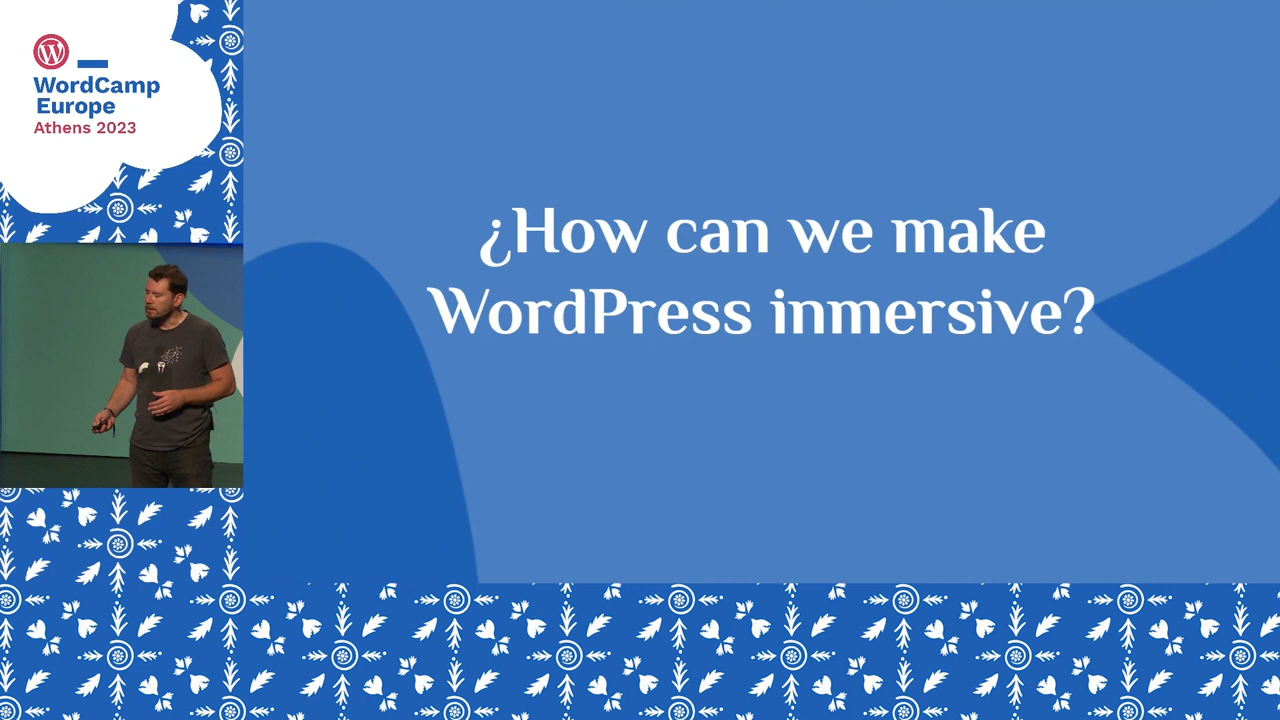 WordCamp
Europe
Athens 2023
¿How can we make
WordPress inmersive?